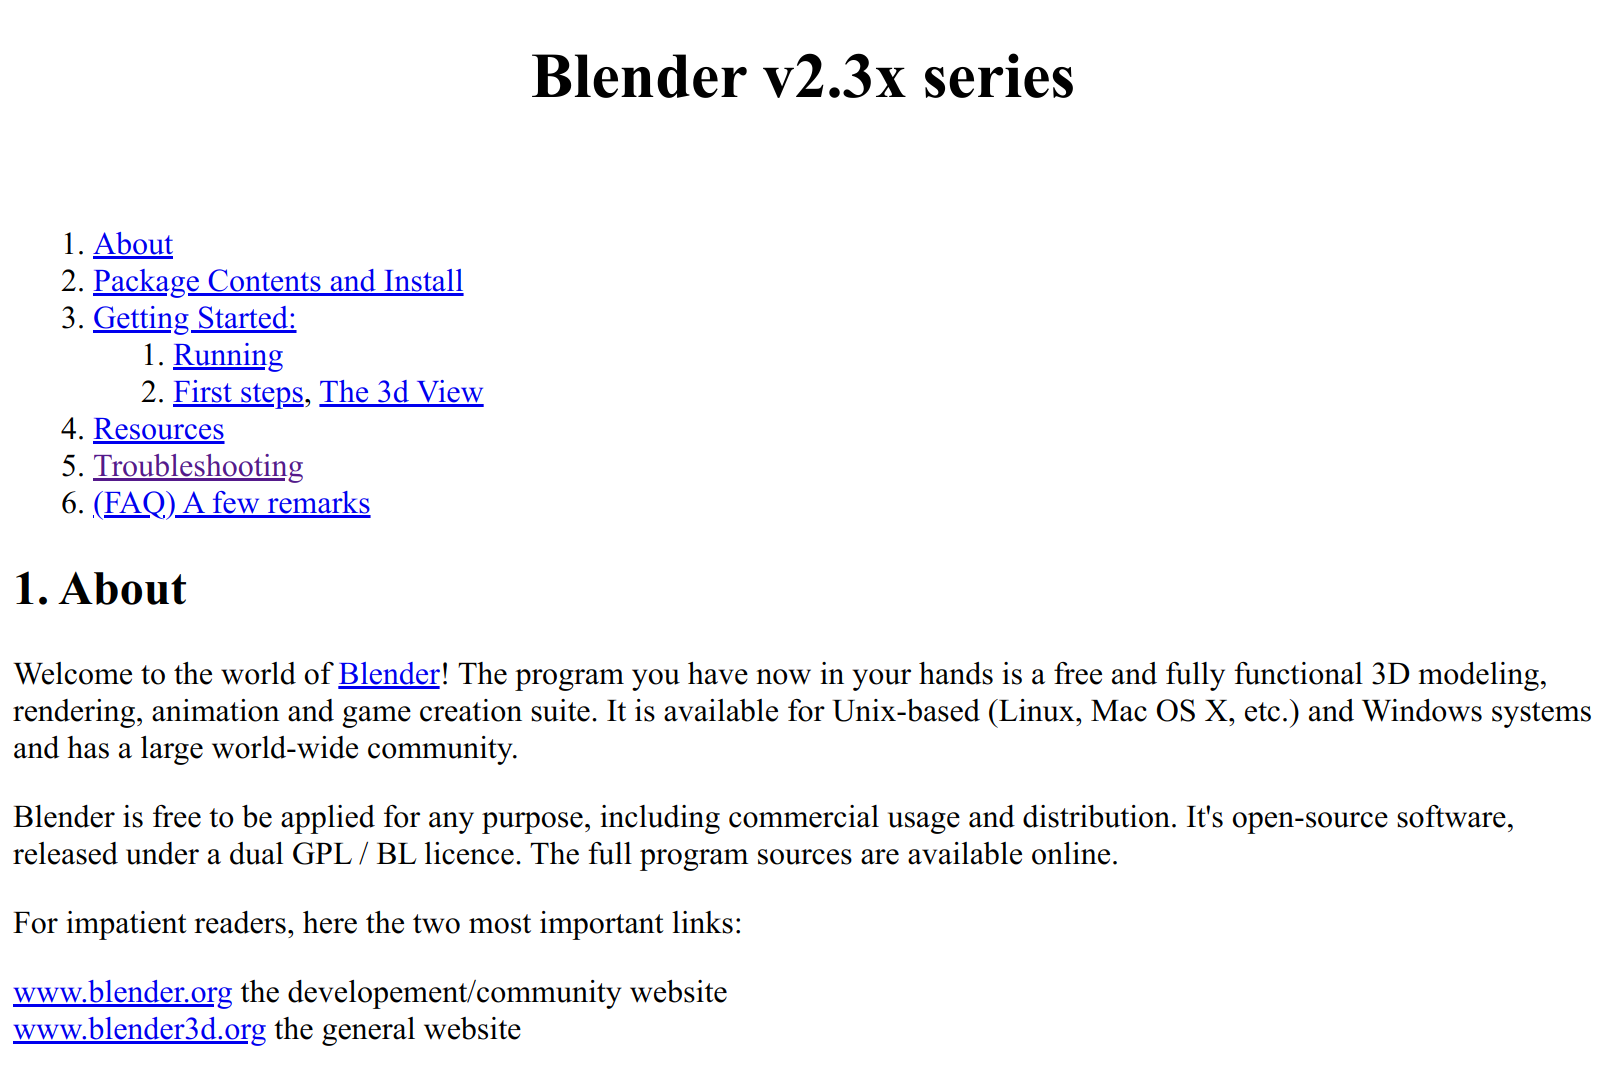 Blender v2.3x series
1. About
2. Package Contents and Install
3. Getting Started:
1. Running
2. First steps, The 3d View
4. Resources
5. Troubleshooting
6. (FAQ) A few remarks
1. About
Welcome to the world of Blender! The program you have now in your hands is a free and fully functional 3D modeling,
rendering, animation and game creation suite. It is available for Unix-based (Linux, Mac OS X, etc.) and Windows systems
and has a large world-wide community.
Blender is free to be applied for any purpose, including commercial usage and distribution. It's open-source software,
released under a dual GPL / BL licence. The full program sources are available online.
For impatient readers, here the two most important links:
www.blender.org the developement/community website
www.blender3d.org the general website